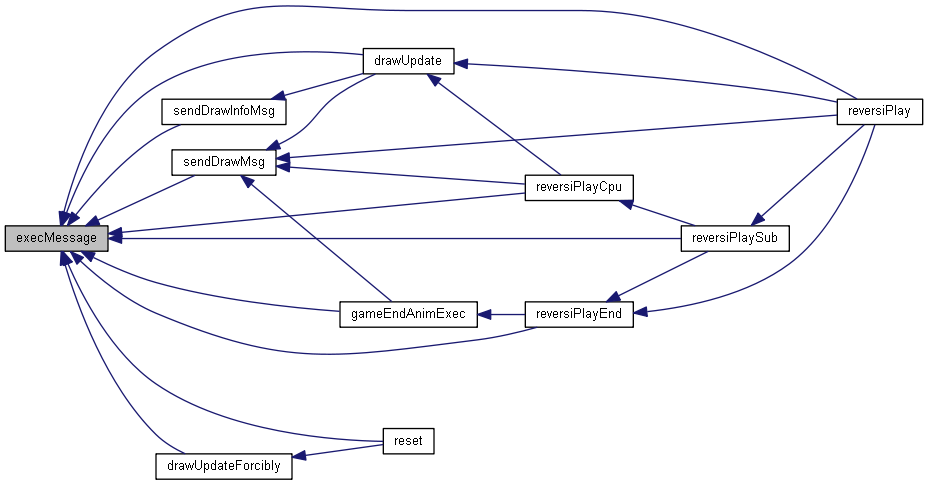 drawUpdate
sendDrawInfoMsg
reversiPlay
sendDrawMsg
reversiPlayCpu
execMessage
reversiPlaySub
gameEndAnimExec
reversiPlayEnd
reset
drawUpdateForcibly